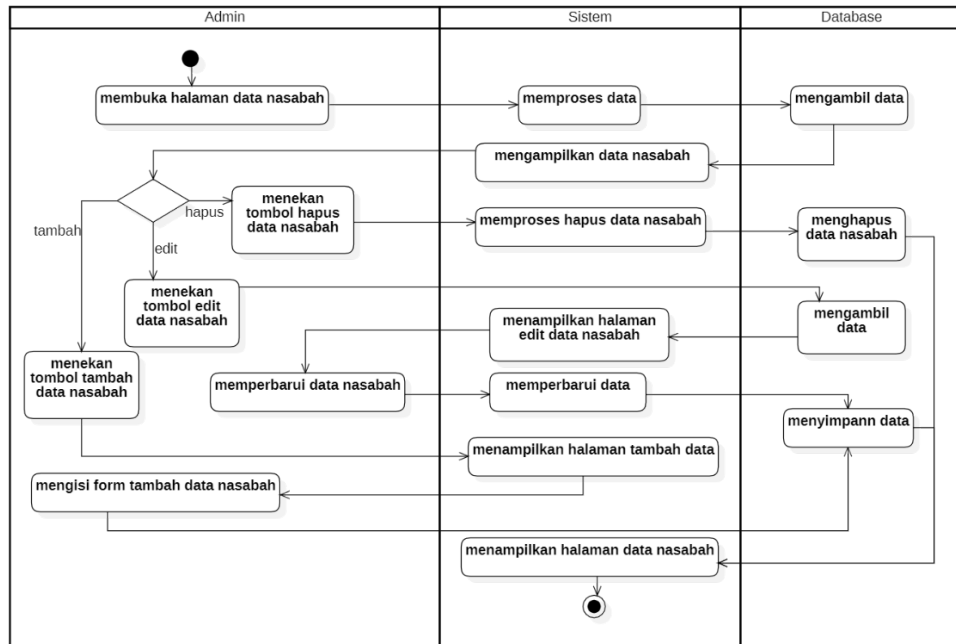 Admin
Sistem
Database
membuka halaman data nasabah
memproses data
mengambil data
mengampilkan data nasabah
hapus
menekan
tombol hapus
data nasabah
memproses hapus data nasabah
menghapus
data nasabah
tambah
edit
menekan
tombol edit
data nasabah
mengambil
data
menampilkan halaman
edit data nasabah
menekan
tombol tambah
data nasabah
memperbarui data nasabah
memperbarui data
menyimpann data
menampilkan halaman tambah data
mengisi form tambah data nasabah
menampilkan halaman data nasabah